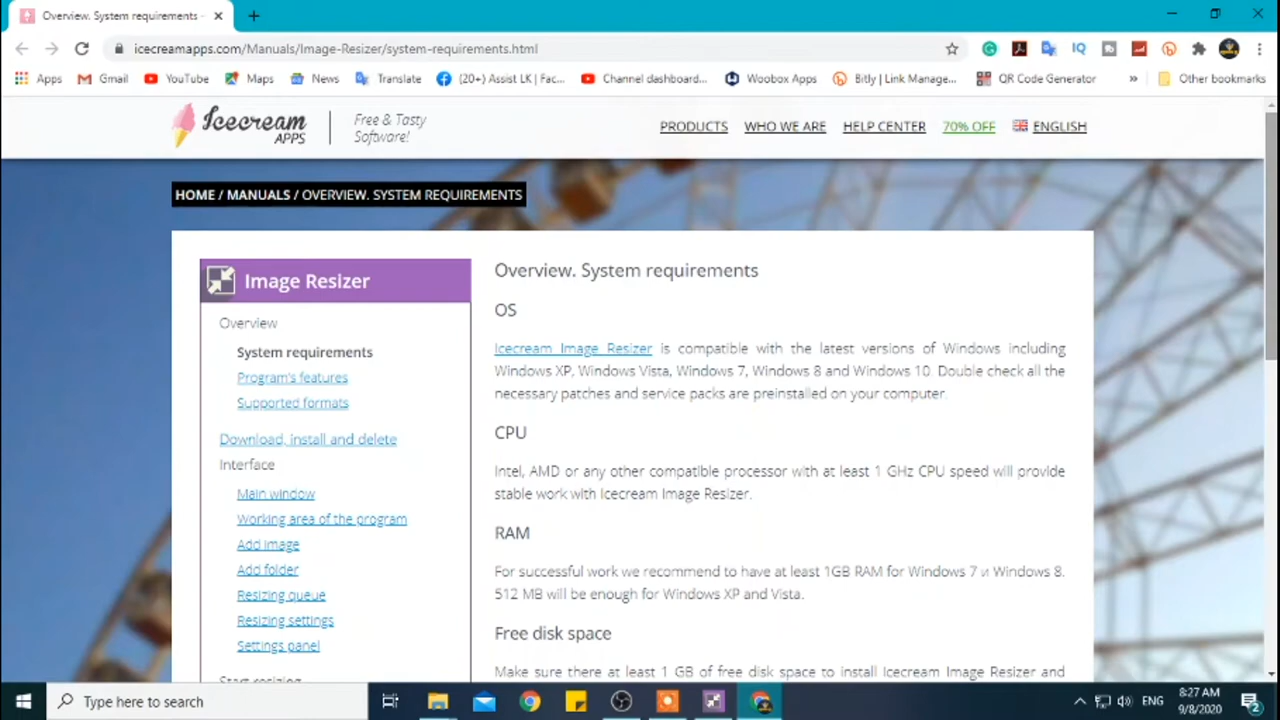 Overview. System requirements -
icecreamapps.com/Manuals/Image-Resizer/system-requirements.html
Apps Gmail YouTube Maps News Translate (20+) Assist LK | Fac... Channel dashboard... Woobox Apps Bitly | Link Manage... QR Code Generator » Other bookmarks
Icecream APPS
Free & Tasty
Software!
PRODUCTS WHO WE ARE HELP CENTER 70% OFF ENGLISH
HOME / MANUALS / OVERVIEW. SYSTEM REQUIREMENTS
Image Resizer
Overview
System requirements
Program's features
Supported formats
Download, install and delete
Interface
Main window
Working area of the program
Add image
Add folder
Resizing queue
Resizing settings
Settings panel
Start resizing
Overview. System requirements
OS
Icecream Image Resizer is compatible with the latest versions of Windows including
Windows XP, Windows Vista, Windows 7, Windows 8 and Windows 10. Double check all the
necessary patches and service packs are preinstalled on your computer.
CPU
Intel, AMD or any other compatible processor with at least 1 GHz CPU speed will provide
stable work with Icecream Image Resizer.
RAM
For successful work we recommend to have at least 1GB RAM for Windows 7 и Windows 8.
512 MB will be enough for Windows XP and Vista.
Free disk space
Make sure there at least 1 GB of free disk space to install Icecream Image Resizer and
Type here to search
ENG
8:27 AM
9/8/2020
2